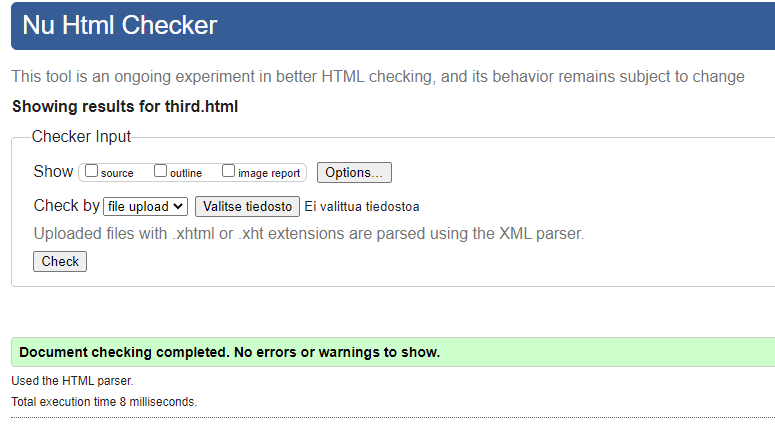 Nu Html Checker
This tool is an ongoing experiment in better HTML checking, and its behavior remains subject to change
Showing results for third.html
Checker Input
Show source outline image report Options...
Check by file upload Valitse tiedosto Ei valittua tiedostoa
Uploaded files with .xhtml or .xht extensions are parsed using the XML parser.
Check
Document checking completed. No errors or warnings to show.
Used the HTML parser.
Total execution time 8 milliseconds.